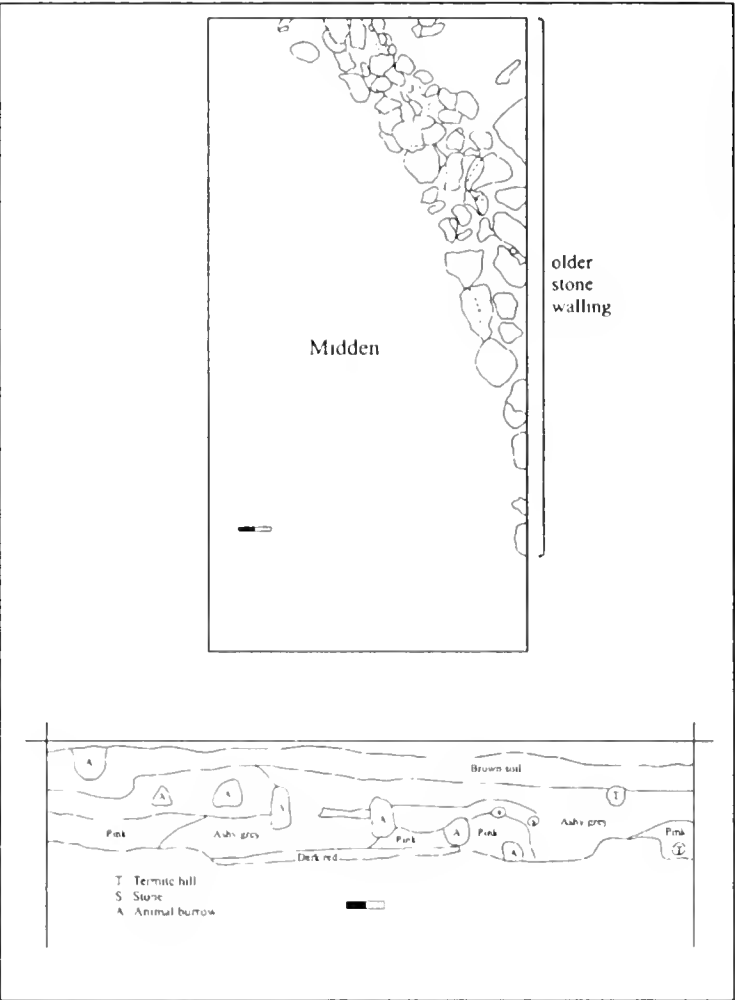 older
stone
walling
Midden
Brown soil
A
T
A
A
A
A
Ashy grey
Pink
Ashy grey
Pink
A
Pink
Pink
A
Dark red
T Termite hill
S Stone
A Animal burrow